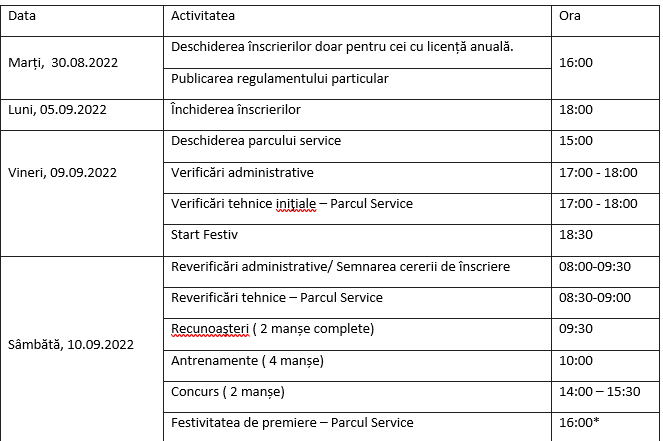 Data Activitatea Ora
Marți, 30.08.2022 Deschiderea înscrierilor doar pentru cei cu licență anuală. 16:00
Publicarea regulamentului particular
Luni, 05.09.2022 Închiderea înscrierilor 18:00
Vineri, 09.09.2022 Deschiderea parcului service 15:00
Verificări administrative 17:00 - 18:00
Verificări tehnice iniţiale – Parcul Service 17:00 - 18:00
Start Festiv 18:30
Sâmbătă, 10.09.2022 Reverificări administrative/ Semnarea cererii de înscriere 08:00-09:30
Reverificări tehnice – Parcul Service 08:30-09:00
Recunoaşteri ( 2 manșe complete) 09:30
Antrenamente ( 4 manșe) 10:00
Concurs ( 2 manșe) 14:00 – 15:30
Festivitatea de premiere – Parcul Service 16:00*